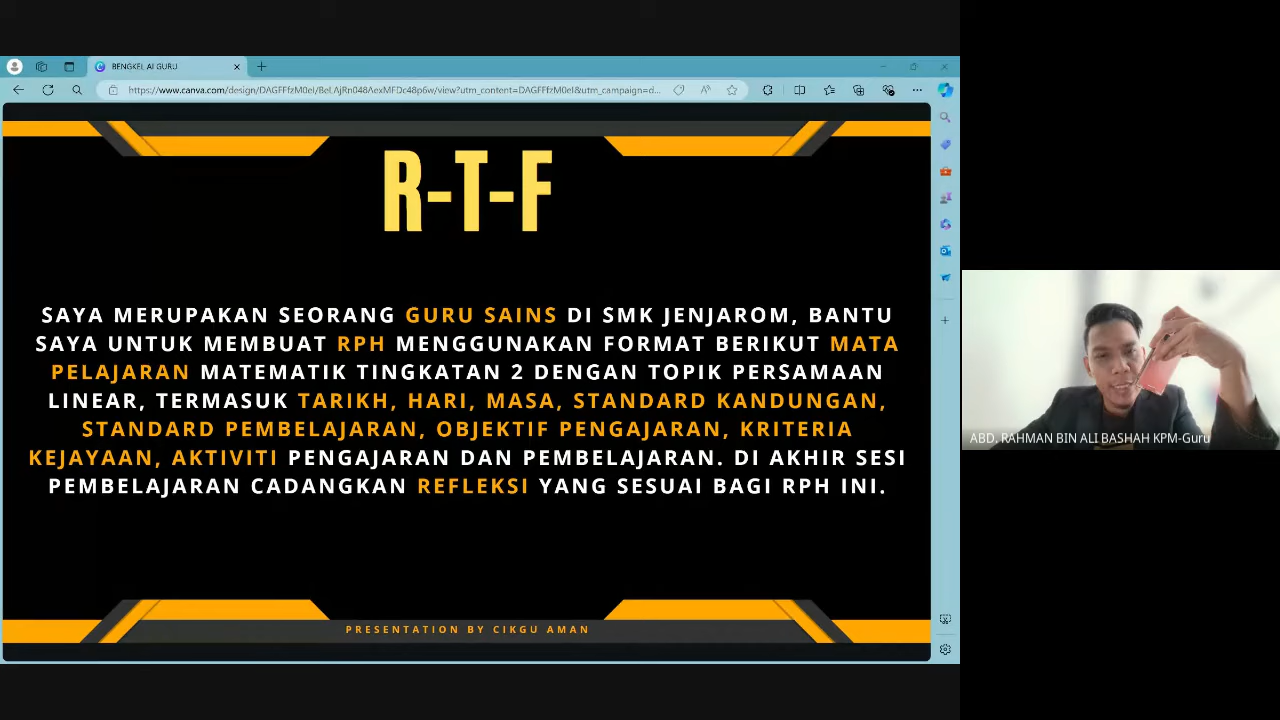 BENGKEL AI GURU
https://www.canva.com/design/DAGFFfzM0eI/BeLAjRn048AexMFDc48p6w/view?utm_content=DAGFFfzM0eI&utm_campaign=d...
R-T-F
SAYA MERUPAKAN SEORANG GURU SAINS DI SMK JENJAROM, BANTU
SAYA UNTUK MEMBUAT RPH MENGGUNAKAN FORMAT BERIKUT MATA
PELAJARAN MATEMATIK TINGKATAN 2 DENGAN TOPIK PERSAMAAN
LINEAR, TERMASUK TARIKH, HARI, MASA, STANDARD KANDUNGAN,
STANDARD PEMBELAJARAN, OBJEKTIF PENGAJARAN, KRITERIA
KEJAYAAN, AKTIVITI PENGAJARAN DAN PEMBELAJARAN. DI AKHIR SESI
PEMBELAJARAN CADANGKAN REFLEKSI YANG SESUAI BAGI RPH INI.
PRESENTATION BY CIKGU AMAN
ABD. RAHMAN BIN ALI BASHAH KPM-Guru